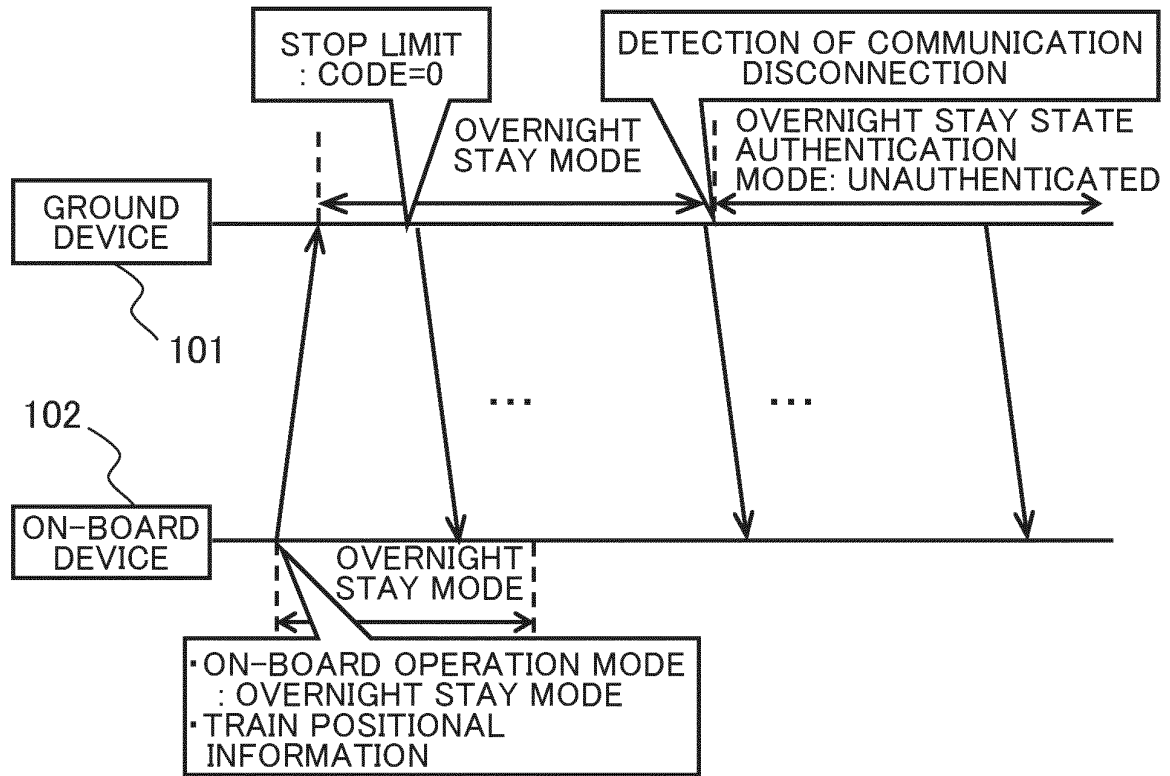 STOP LIMIT
: CODE=0
DETECTION OF COMMUNICATION
DISCONNECTION
OVERNIGHT
STAY MODE
OVERNIGHT STAY STATE
AUTHENTICATION
MODE: UNAUTHENTICATED
GROUND
DEVICE
101
...
...
102
ON-BOARD
DEVICE
OVERNIGHT
STAY MODE
・ON-BOARD OPERATION MODE
: OVERNIGHT STAY MODE
・TRAIN POSITIONAL
INFORMATION